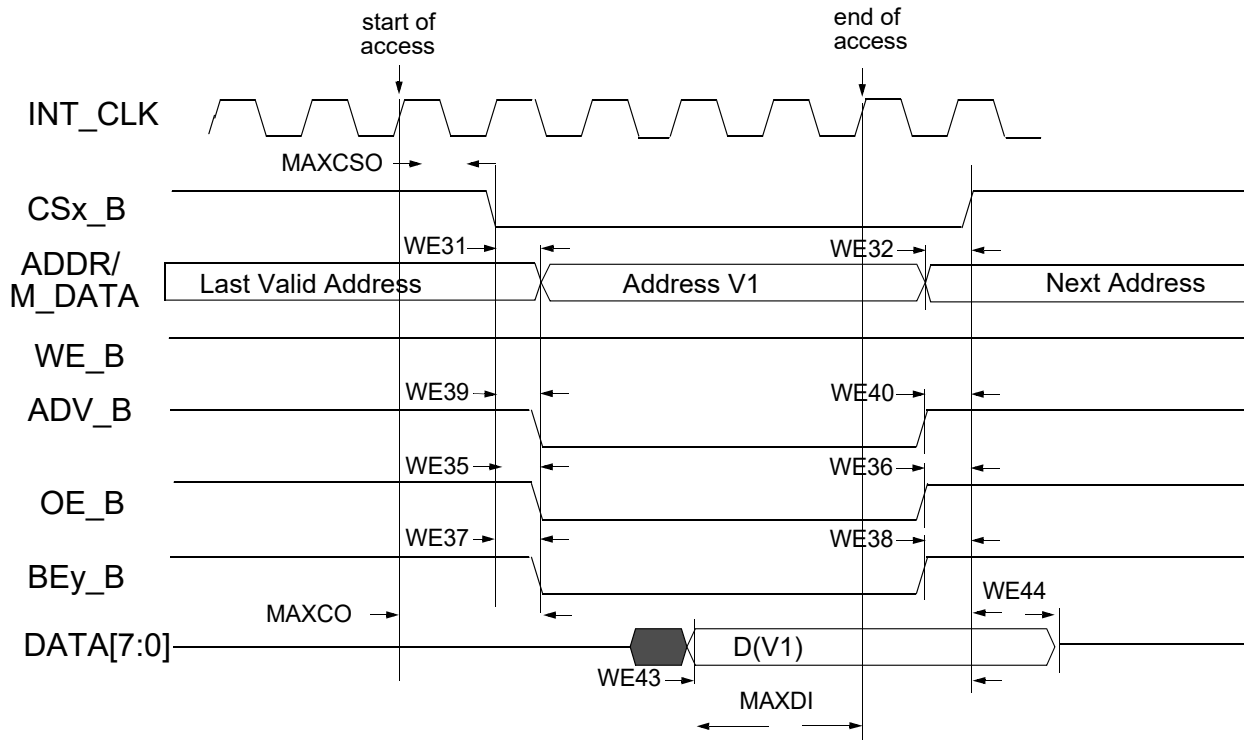 start of
access
end of
access
INT_CLK
MAXCSO
CSx_B
WE31
WE32
ADDR/
M_DATA
Last Valid Address
Address V1
Next Address
WE_B
WE39
WE40
ADV_B
WE35
WE36
OE_B
WE37
WE38
BEy_B
WE44
MAXCO
DATA[7:0]
D(V1)
WE43
MAXDI